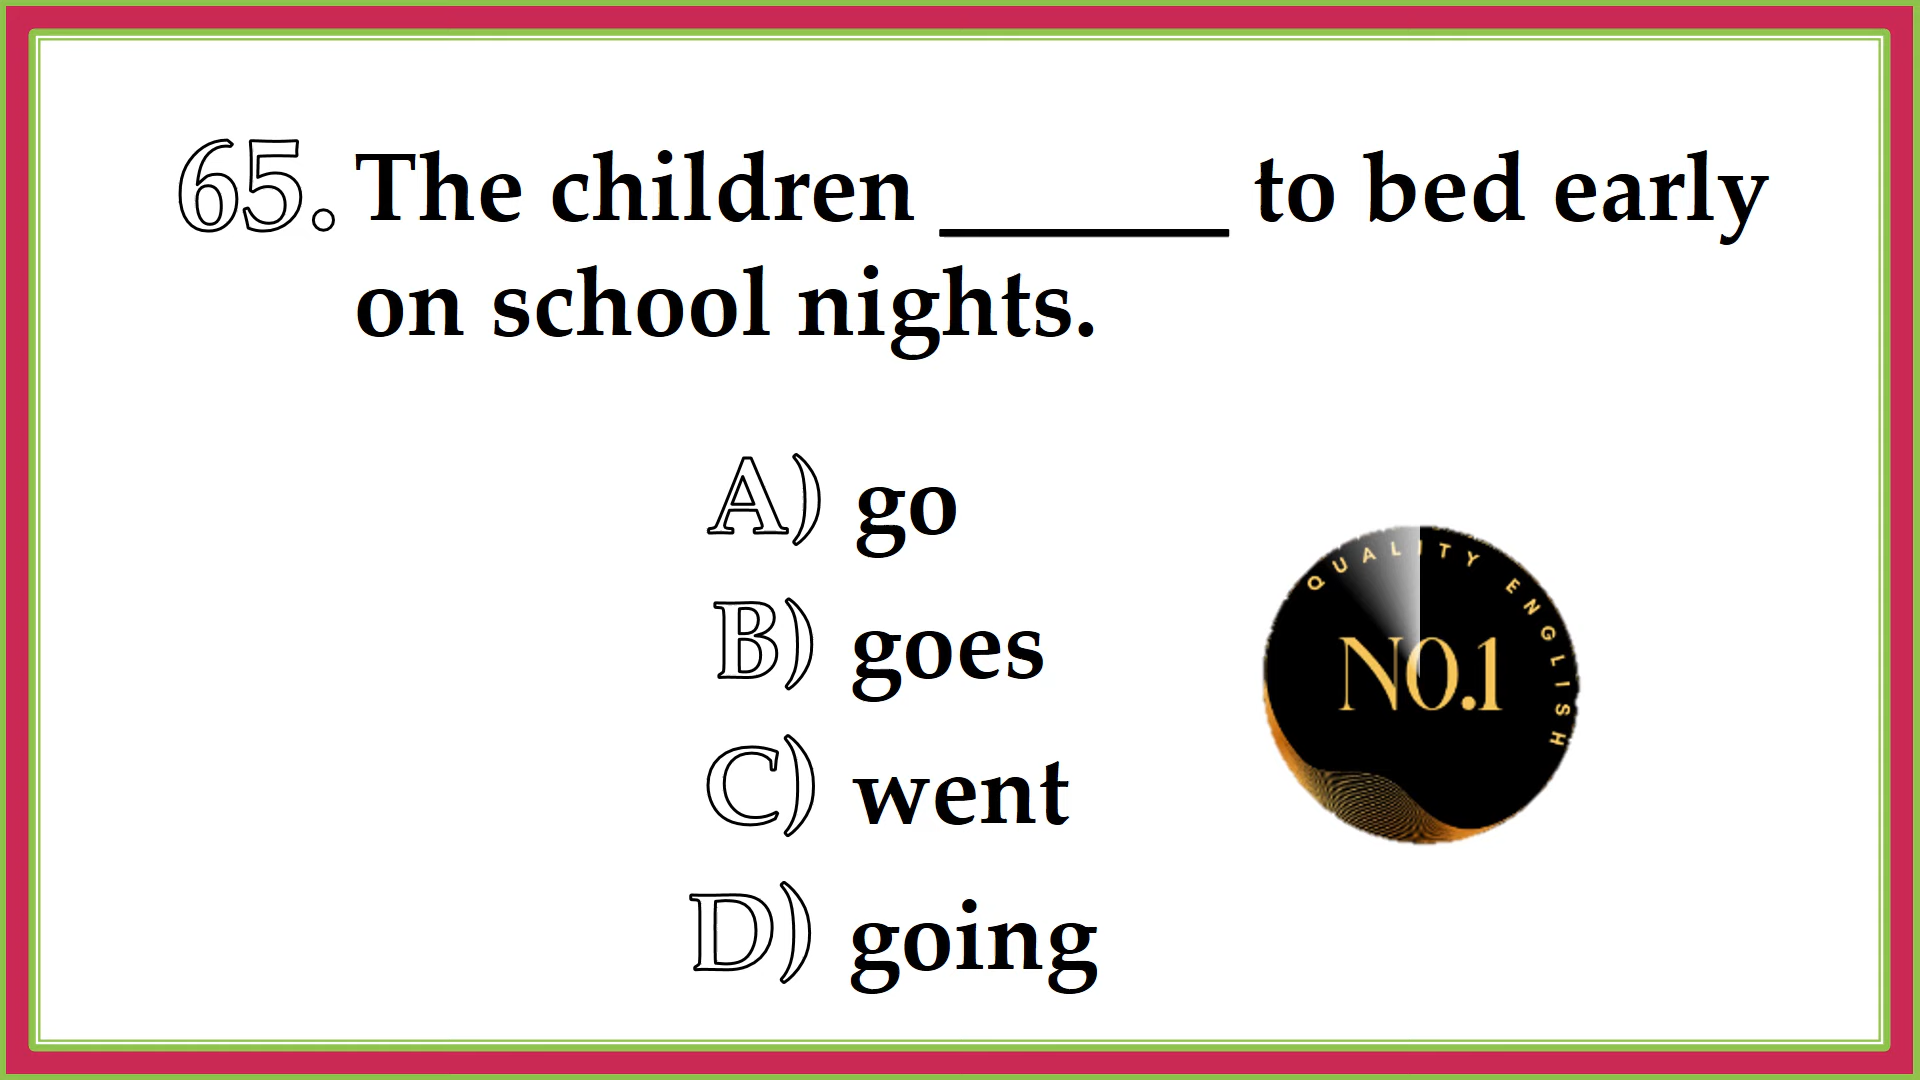 65. The children ______ to bed early
on school nights.
A) go
B) goes
C) went
D) going
QUALITY ENGLISH
NO.1